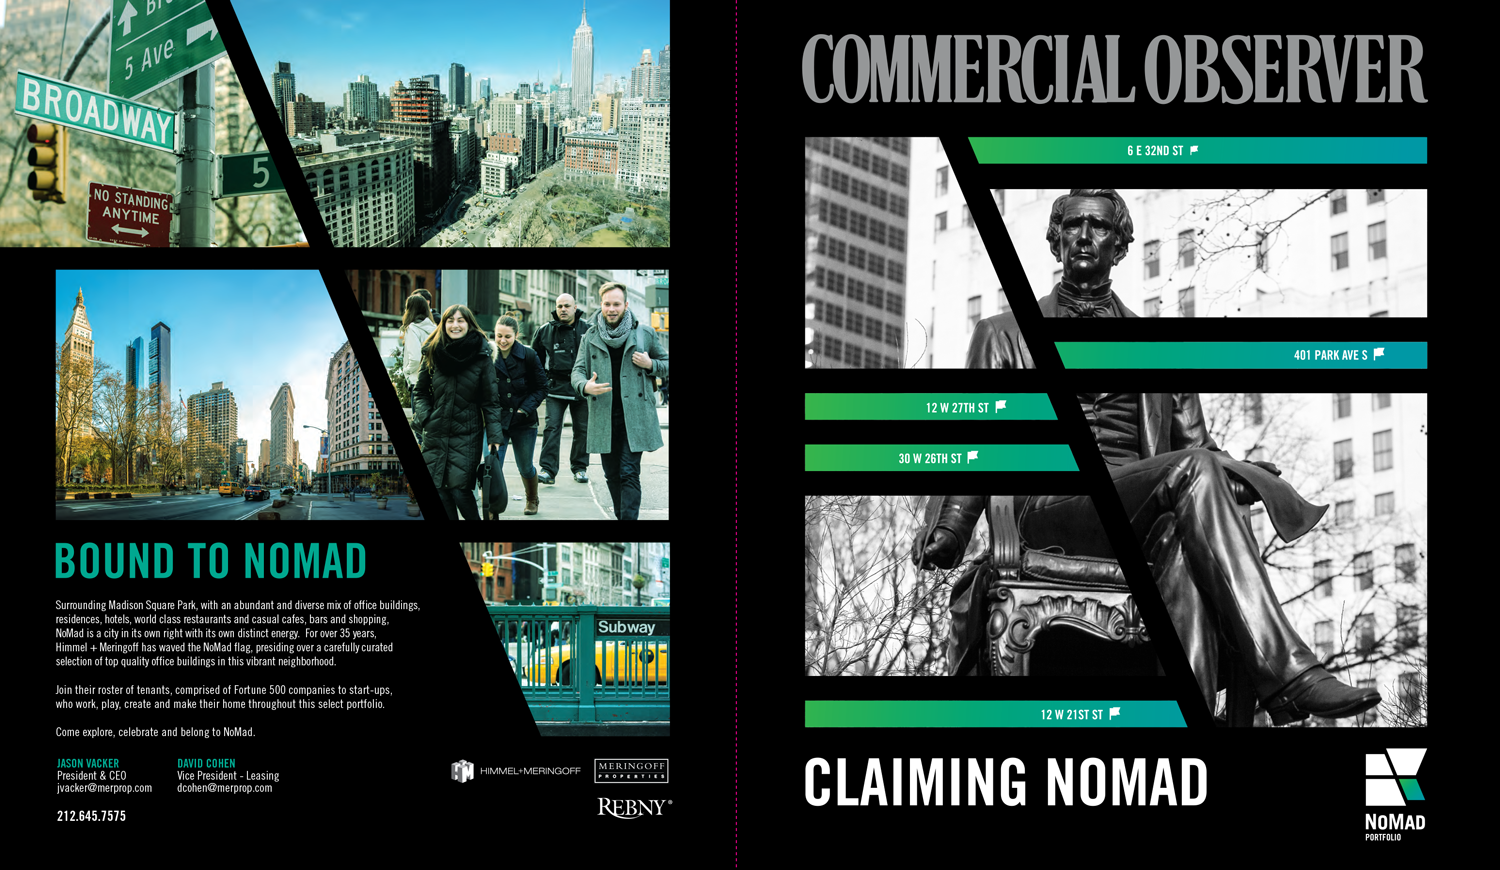 Br
5 Ave
BROADWAY
5
NO STANDING
ANYTIME
BOUND TO NOMAD
Surrounding Madison Square Park, with an abundant and diverse mix of office buildings,
residences, hotels, world class restaurants and casual cafes, bars and shopping,
NoMad is a city in its own right with its own distinct energy. For over 35 years,
Himmel + Meringoff has waved the NoMad flag, presiding over a carefully curated
selection of top quality office buildings in this vibrant neighborhood.
Join their roster of tenants, comprised of Fortune 500 companies to start-ups,
who work, play, create and make their home throughout this select portfolio.
Come explore, celebrate and belong to NoMad.
JASON VACKER
President & CEO
jvacker@merprop.com
DAVID COHEN
Vice President - Leasing
dcohen@merprop.com
212.645.7575
Subway
HM HIMMEL+MERINGOFF
MERINGOFF
PROPERTIES
REBNY®
COMMERCIAL OBSERVER
6 E 32ND ST
401 PARK AVE S
12 W 27TH ST
30 W 26TH ST
12 W 21ST ST
CLAIMING NOMAD
NOMAD
PORTFOLIO